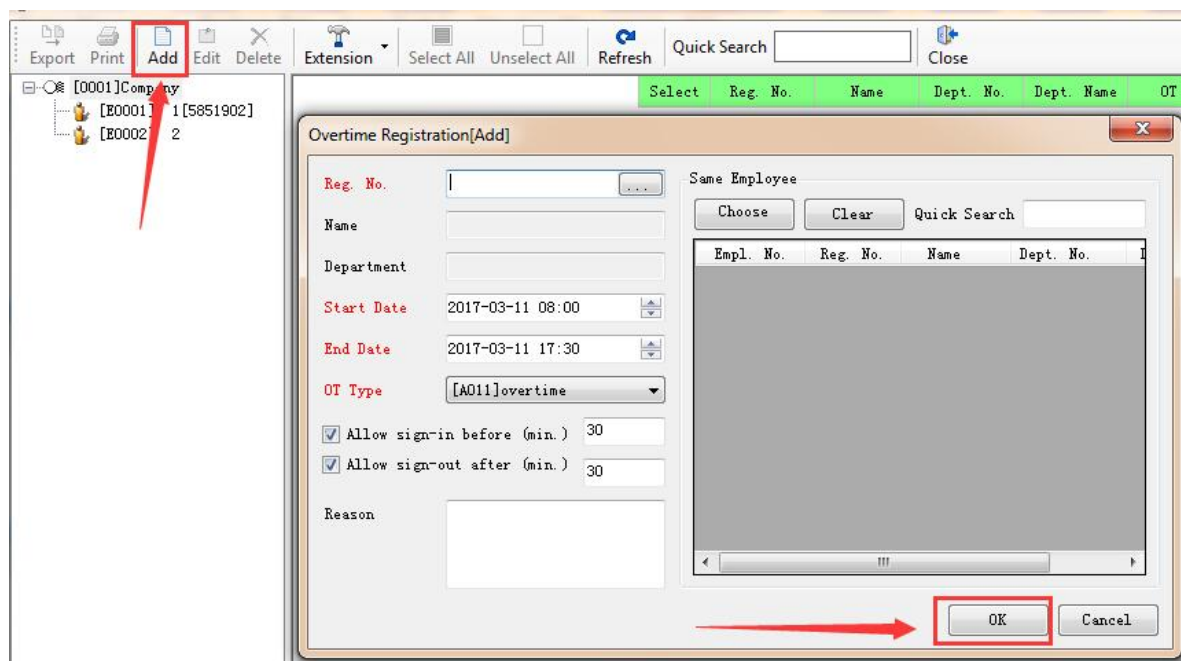 Export Print Add Edit Delete Extension Select All Unselect All Refresh Quick Search Close
[0001]Company
[E0001] 1[5851902]
[E0002] 2
Select Reg. No. Name Dept. No. Dept. Name OT
Overtime Registration[Add]
Reg. No. ...
Name
Department
Start Date 2017-03-11 08:00
End Date 2017-03-11 17:30
OT Type [A011]overtime
Allow sign-in before (min.) 30
Allow sign-out after (min.) 30
Reason
Same Employee
Choose Clear Quick Search
Empl. No. Reg. No. Name Dept. No.
OK Cancel